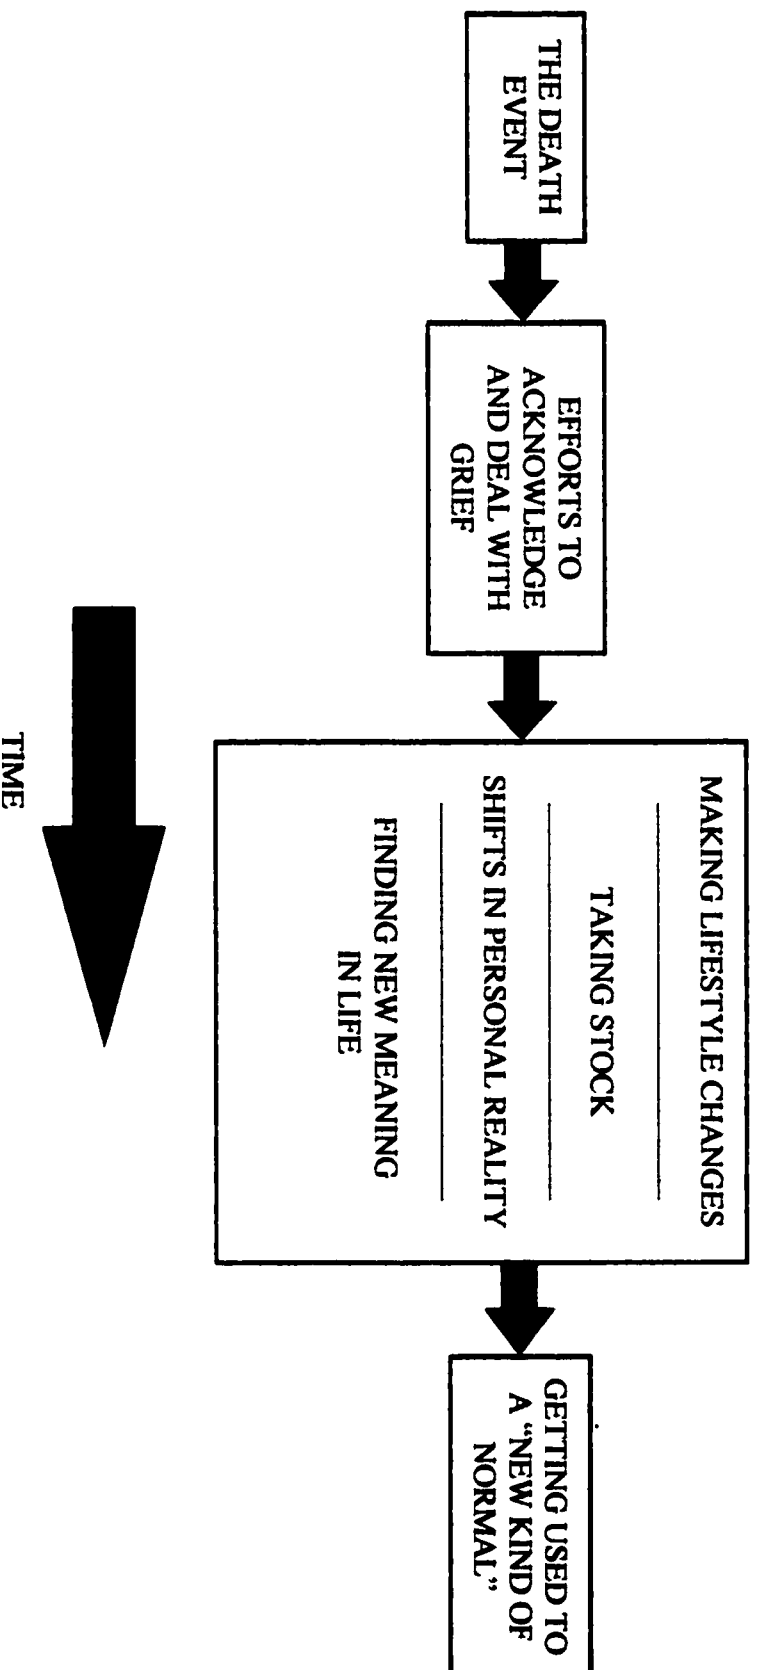 THE DEATH
EVENT
EFFORTS TO
ACKNOWLEDGE
AND DEAL WITH
GRIEF
MAKING LIFESTYLE CHANGES
TAKING STOCK
SHIFTS IN PERSONAL REALITY
FINDING NEW MEANING
IN LIFE
GETTING USED TO
A “NEW KIND OF
NORMAL”
TIME